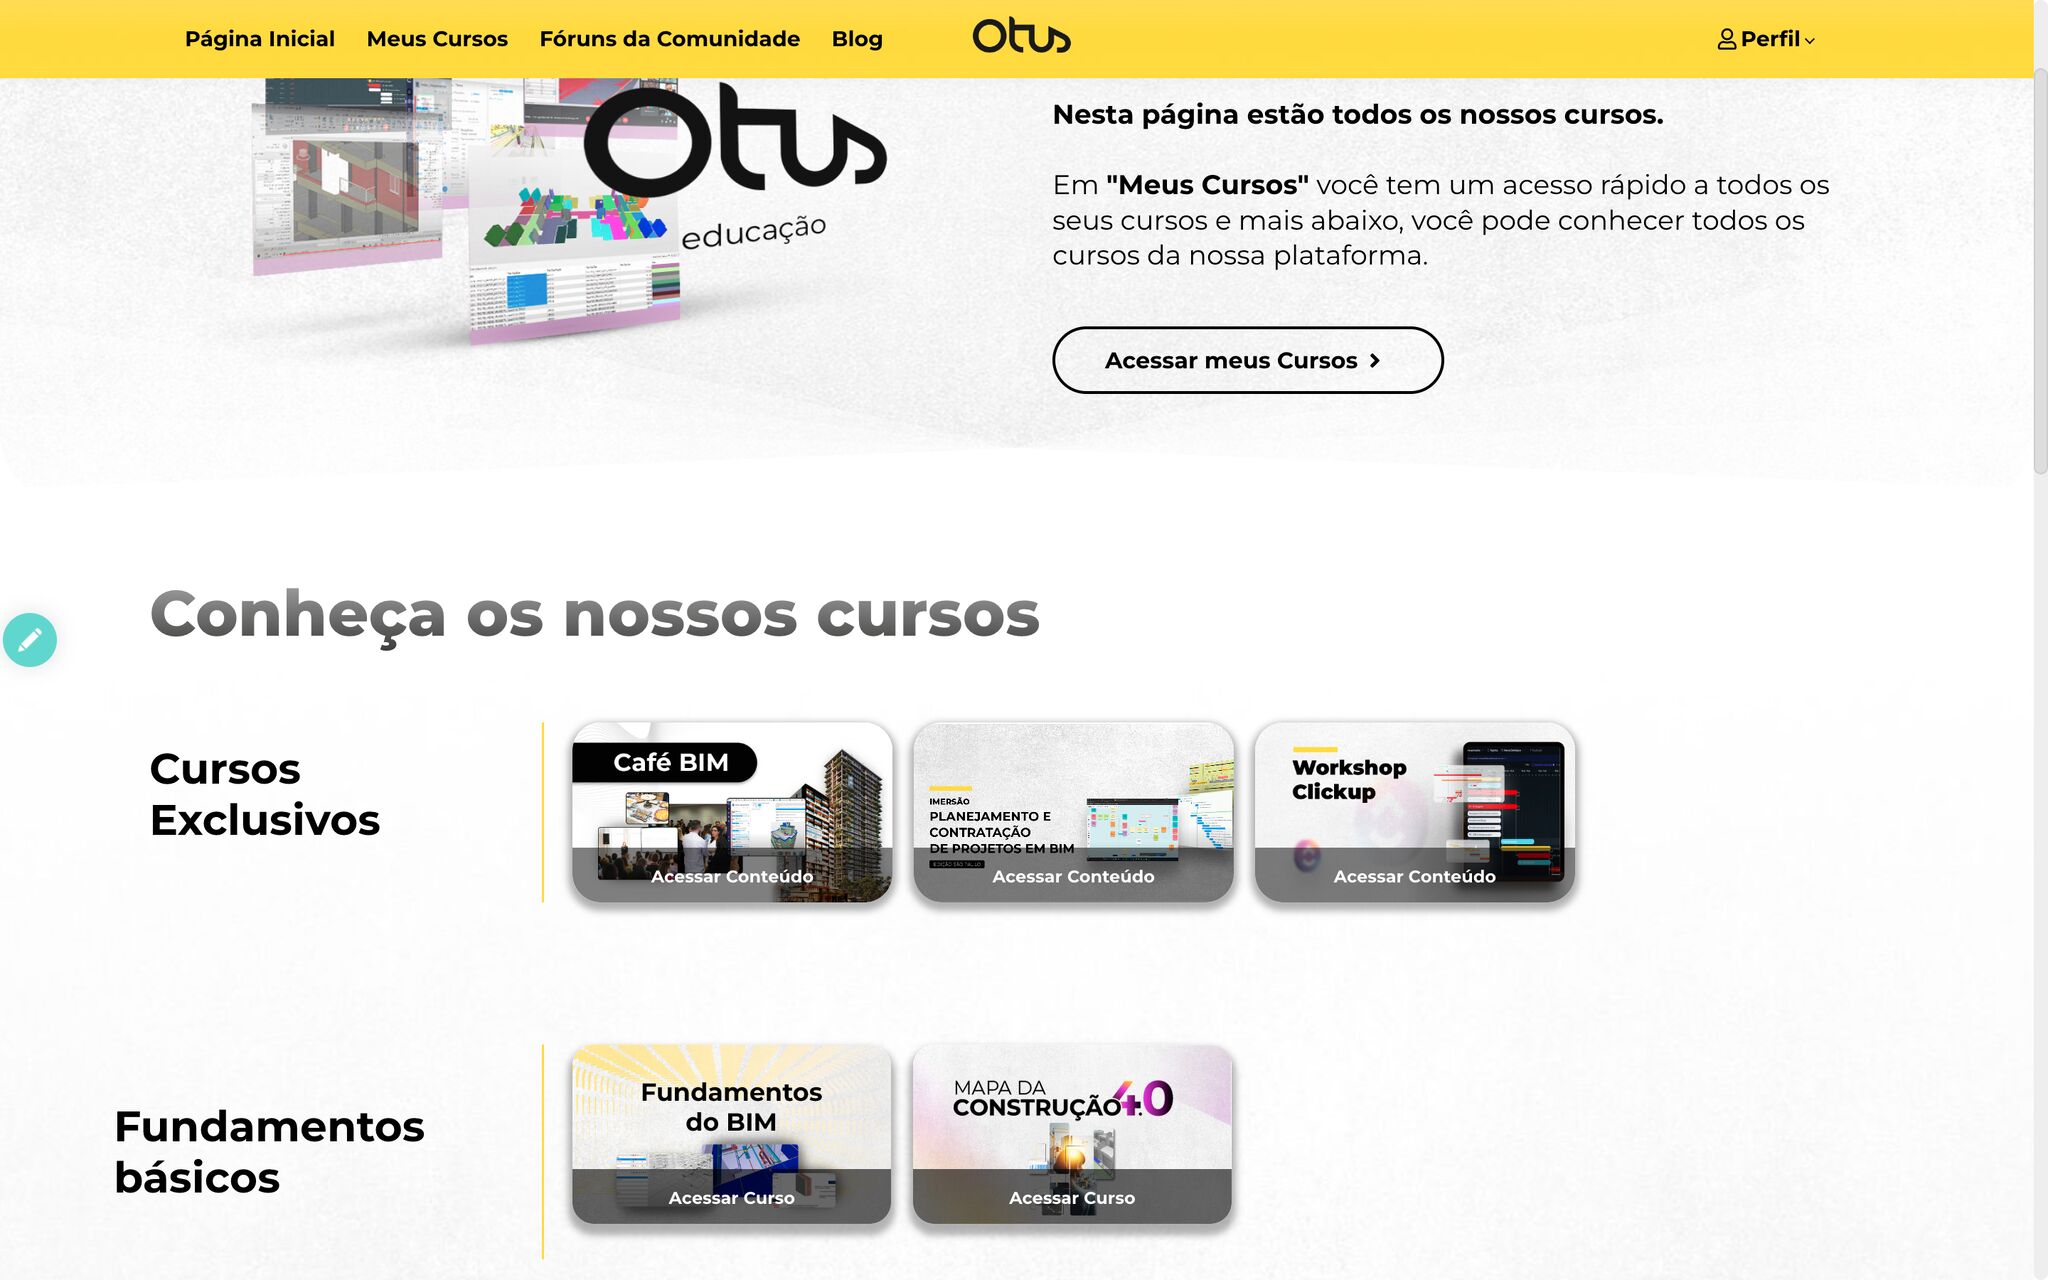 Página Inicial
Meus Cursos
Fóruns da Comunidade
Blog
Otus
Perfil
Otus
educação
Nesta página estão todos os nossos cursos.
Em "Meus Cursos" você tem um acesso rápido a todos os
seus cursos e mais abaixo, você pode conhecer todos os
cursos da nossa plataforma.
Acessar meus Cursos
Conheça os nossos cursos
Cursos
Exclusivos
Café BIM
Acessar Conteúdo
IMERSÃO
PLANEJAMENTO E
CONTRATAÇÃO
DE PROJETOS EM BIM
Acessar Conteúdo
Workshop
Clickup
Acessar Conteúdo
Fundamentos
básicos
Fundamentos
do BIM
Acessar Curso
MAPA DA
CONSTRUÇÃO 4.0
Acessar Curso